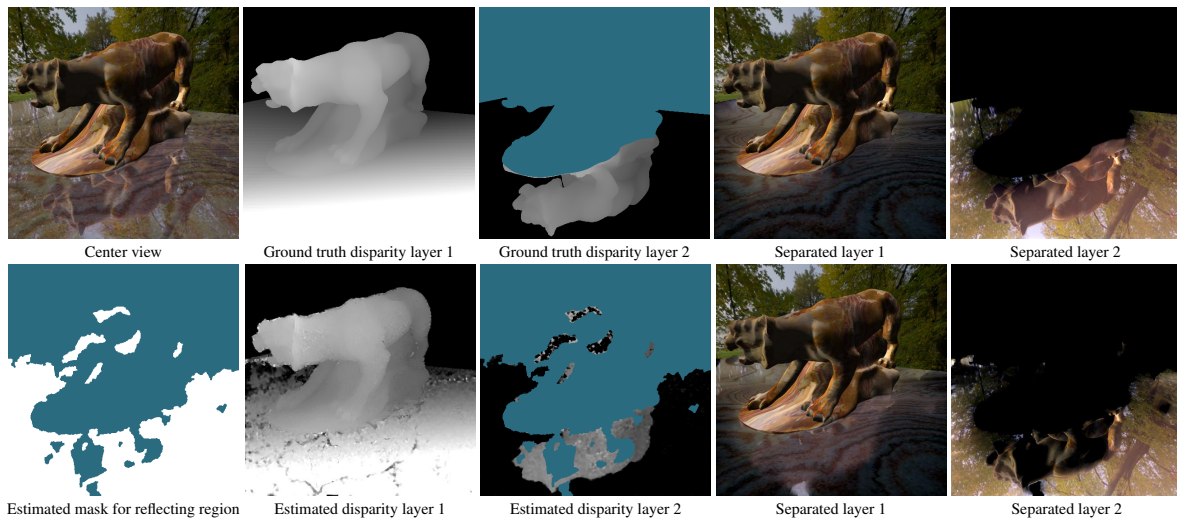 Center view
Ground truth disparity layer 1
Ground truth disparity layer 2
Separated layer 1
Separated layer 2
Estimated mask for reflecting region
Estimated disparity layer 1
Estimated disparity layer 2
Separated layer 1
Separated layer 2